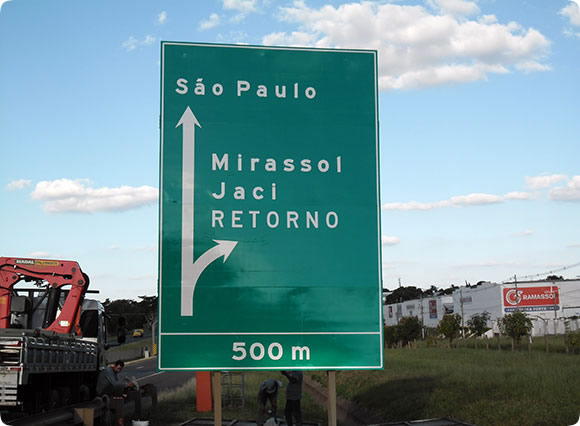 São Paulo
Mirassol
Jaci
RETORNO
500 m
RAMASSOL